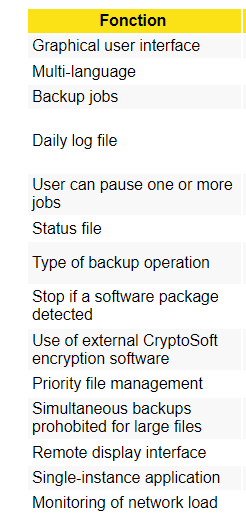 Fonction
Graphical user interface
Multi-language
Backup jobs
Daily log file
User can pause one or more
jobs
Status file
Type of backup operation
Stop if a software package
detected
Use of external CryptoSoft
encryption software
Priority file management
Simultaneous backups
prohobited for large files
Remote display interface
Single-instance application
Monitoring of network load